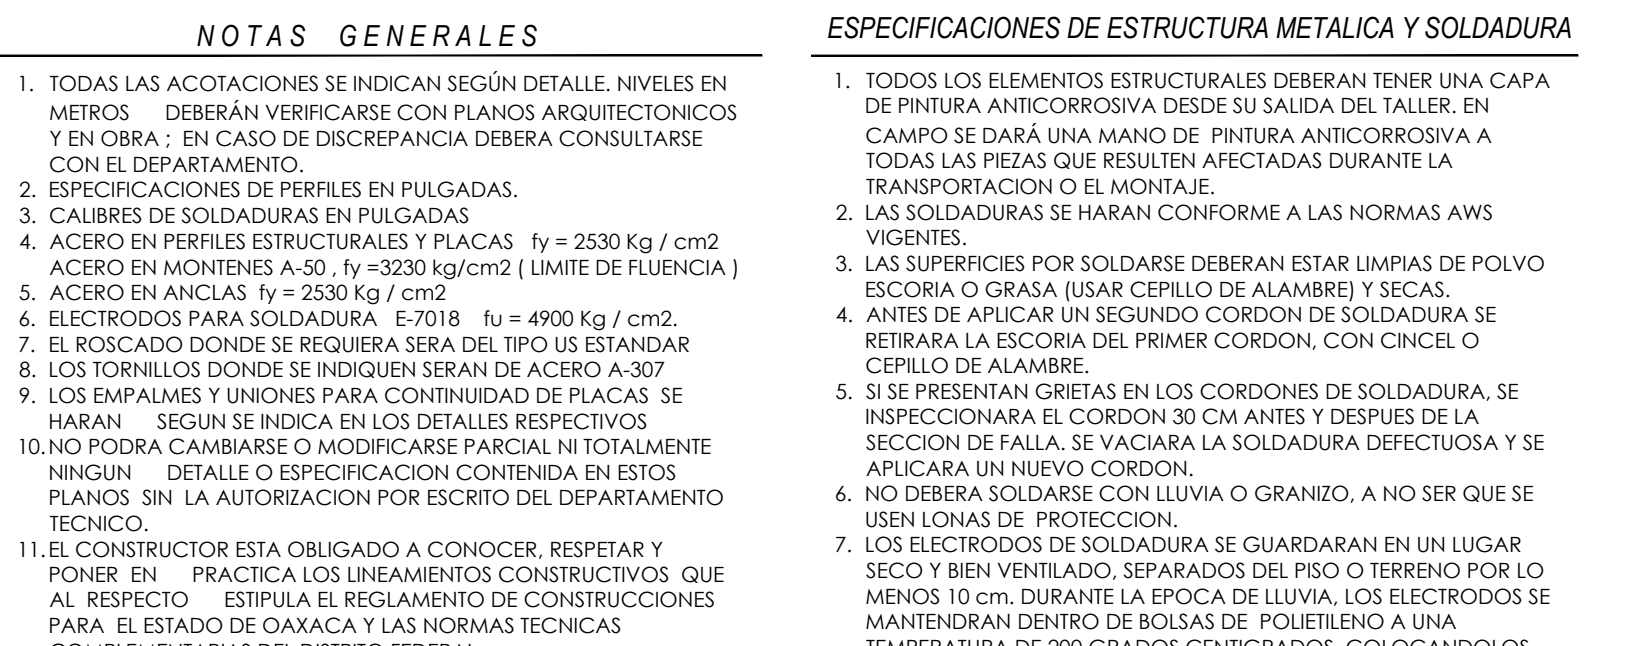 NOTAS GENERALES
1. TODAS LAS ACOTACIONES SE INDICAN SEGÚN DETALLE. NIVELES EN
METROS DEBERÁN VERIFICARSE CON PLANOS ARQUITECTONICOS
Y EN OBRA ; EN CASO DE DISCREPANCIA DEBERA CONSULTARSE
CON EL DEPARTAMENTO.
2. ESPECIFICACIONES DE PERFILES EN PULGADAS.
3. CALIBRES DE SOLDADURAS EN PULGADAS
4. ACERO EN PERFILES ESTRUCTURALES Y PLACAS fy = 2530 Kg / cm2
ACERO EN MONTENES A-50 , fy =3230 kg/cm2 ( LIMITE DE FLUENCIA )
5. ACERO EN ANCLAS fy = 2530 Kg / cm2
6. ELECTRODOS PARA SOLDADURA E-7018 fu = 4900 Kg / cm2.
7. EL ROSCADO DONDE SE REQUIERA SERA DEL TIPO US ESTANDAR
8. LOS TORNILLOS DONDE SE INDIQUEN SERAN DE ACERO A-307
9. LOS EMPALMES Y UNIONES PARA CONTINUIDAD DE PLACAS SE
HARAN SEGUN SE INDICA EN LOS DETALLES RESPECTIVOS
10. NO PODRA CAMBIARSE O MODIFICARSE PARCIAL NI TOTALMENTE
NINGUN DETALLE O ESPECIFICACION CONTENIDA EN ESTOS
PLANOS SIN LA AUTORIZACION POR ESCRITO DEL DEPARTAMENTO
TECNICO.
11. EL CONSTRUCTOR ESTA OBLIGADO A CONOCER, RESPETAR Y
PONER EN PRACTICA LOS LINEAMIENTOS CONSTRUCTIVOS QUE
AL RESPECTO ESTIPULA EL REGLAMENTO DE CONSTRUCCIONES
PARA EL ESTADO DE OAXACA Y LAS NORMAS TECNICAS
COMPLEMENTARIAS DEL DISTRITO FEDERAL
ESPECIFICACIONES DE ESTRUCTURA METALICA Y SOLDADURA
1. TODOS LOS ELEMENTOS ESTRUCTURALES DEBERAN TENER UNA CAPA
DE PINTURA ANTICORROSIVA DESDE SU SALIDA DEL TALLER. EN
CAMPO SE DARÁ UNA MANO DE PINTURA ANTICORROSIVA A
TODAS LAS PIEZAS QUE RESULTEN AFECTADAS DURANTE LA
TRANSPORTACION O EL MONTAJE.
2. LAS SOLDADURAS SE HARAN CONFORME A LAS NORMAS AWS
VIGENTES.
3. LAS SUPERFICIES POR SOLDARSE DEBERAN ESTAR LIMPIAS DE POLVO
ESCORIA O GRASA (USAR CEPILLO DE ALAMBRE) Y SECAS.
4. ANTES DE APLICAR UN SEGUNDO CORDON DE SOLDADURA SE
RETIRARA LA ESCORIA DEL PRIMER CORDON, CON CINCEL O
CEPILLO DE ALAMBRE.
5. SI SE PRESENTAN GRIETAS EN LOS CORDONES DE SOLDADURA, SE
INSPECCIONARA EL CORDON 30 CM ANTES Y DESPUES DE LA
SECCION DE FALLA. SE VACIARA LA SOLDADURA DEFECTUOSA Y SE
APLICARA UN NUEVO CORDON.
6. NO DEBERA SOLDARSE CON LLUVIA O GRANIZO, A NO SER QUE SE
USEN LONAS DE PROTECCION.
7. LOS ELECTRODOS DE SOLDADURA SE GUARDARAN EN UN LUGAR
SECO Y BIEN VENTILADO, SEPARADOS DEL PISO O TERRENO POR LO
MENOS 10 cm. DURANTE LA EPOCA DE LLUVIA, LOS ELECTRODOS SE
MANTENDRAN DENTRO DE BOLSAS DE POLIETILENO A UNA
TEMPERATURA DE 200 GRADOS CENTIGRADOS, COLOCANDOLOS